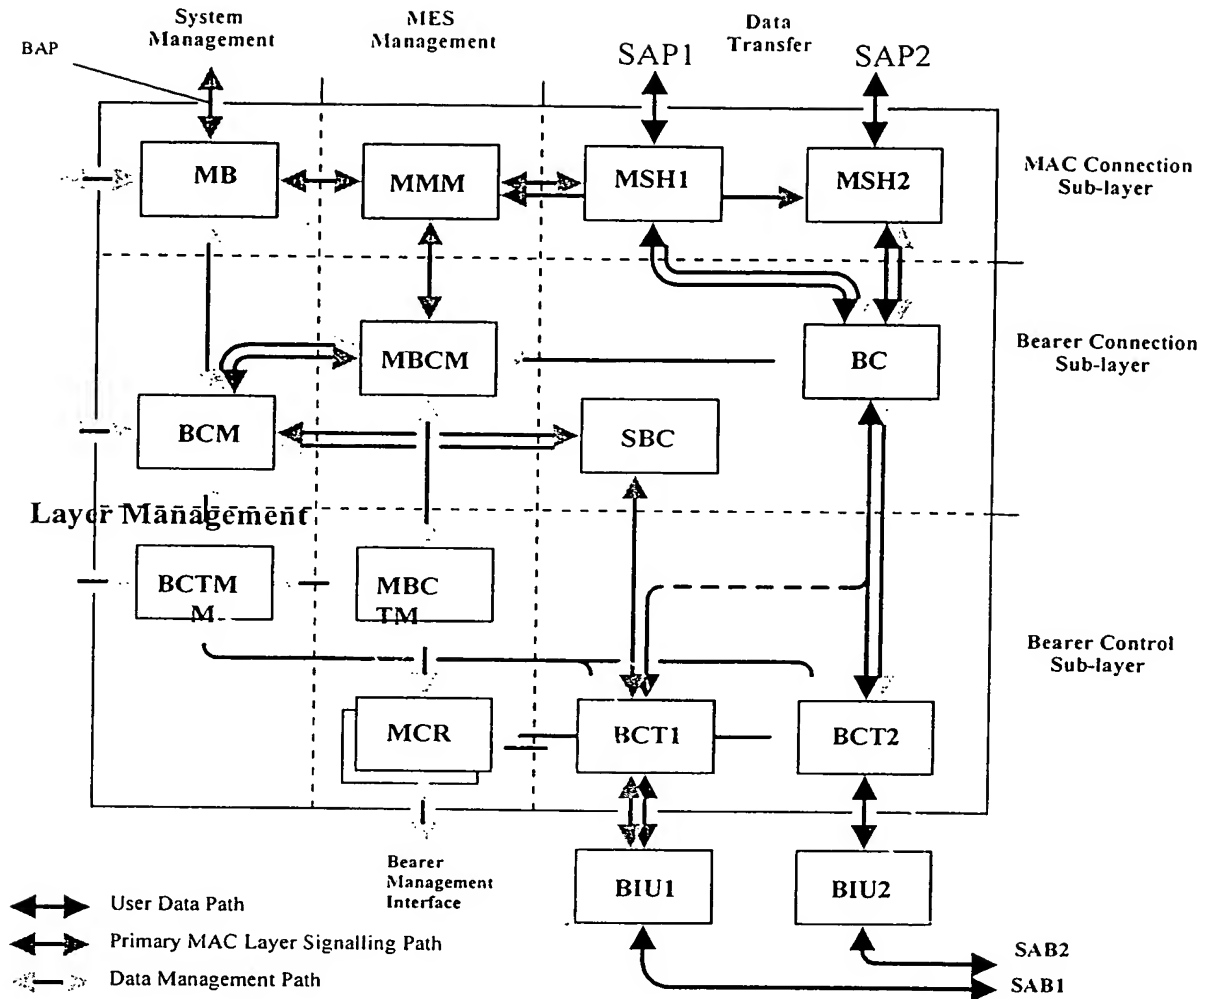 System
Management
MES
Management
Data
Transfer
BAP
SAP1
SAP2
MB
MMM
MSH1
MSH2
MAC Connection
Sub-layer
MBCM
BC
Bearer Connection
Sub-layer
BCM
SBC
Layer Management
BCTM
M
MBC
TM
Bearer Control
Sub-layer
MCR
BCT1
BCT2
Bearer
Management
Interface
BIU1
BIU2
User Data Path
Primary MAC Layer Signalling Path
Data Management Path
SAB2
SAB1